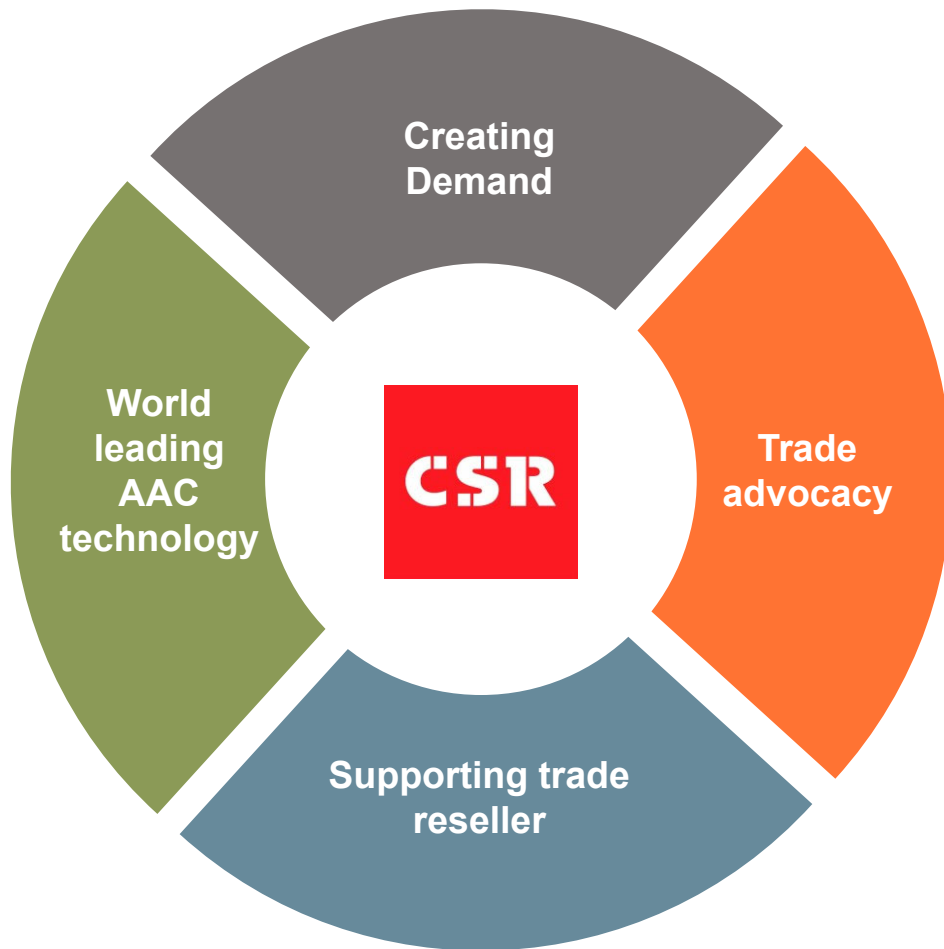 Creating
Demand
Trade
advocacy
Supporting trade
reseller
World
leading
AAC
technology
CSR